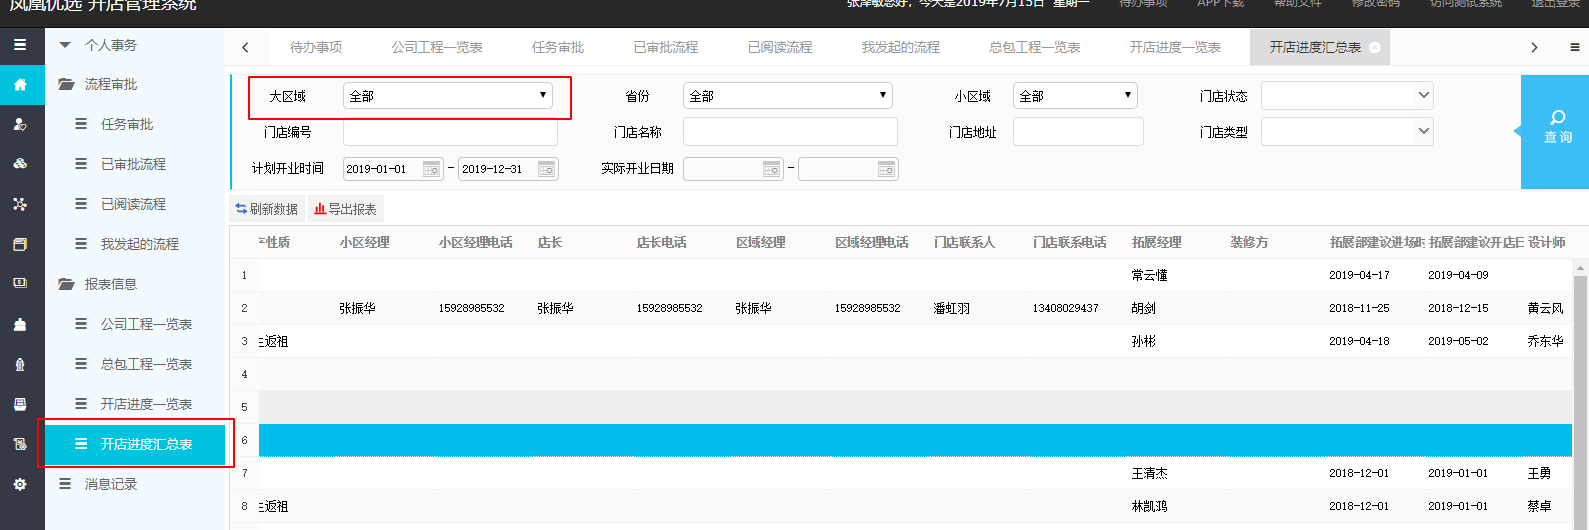 凤凰优选 开店管理系统
张泽敏您好，今天是2019年7月15日 星期一 待办事项 APP下载 帮助文件 修改密码 访问测试系统 退出登录
个人事务
流程审批
任务审批
已审批流程
已阅读流程
我发起的流程
报表信息
公司工程一览表
总包工程一览表
开店进度一览表
开店进度汇总表
消息记录
待办事项 公司工程一览表 任务审批 已审批流程 已阅读流程 我发起的流程 总包工程一览表 开店进度一览表 开店进度汇总表
大区域 全部 省份 全部 小区域 全部 门店状态
门店编号 门店名称 门店地址 门店类型
计划开业时间 2019-01-01 - 2019-12-31 实际开业日期 -
查询
刷新数据 导出报表
性质 小区经理 小区经理电话 店长 店长电话 区域经理 区域经理电话 门店联系人 门店联系电话 拓展经理 装修方 拓展部建议进场时 拓展部建议开店日 设计师
1 常云懂 2019-04-17 2019-04-09
2 张振华 15928985532 张振华 15928985532 张振华 15928985532 潘虹羽 13408029437 胡剑 2018-11-25 2018-12-15 黄云风
3 返祖 孙彬 2019-04-18 2019-05-02 乔东华
4
5
6
7 王清杰 2018-12-01 2019-01-01 王勇
8 返祖 林凯鸿 2018-12-01 2019-01-01 蔡卓